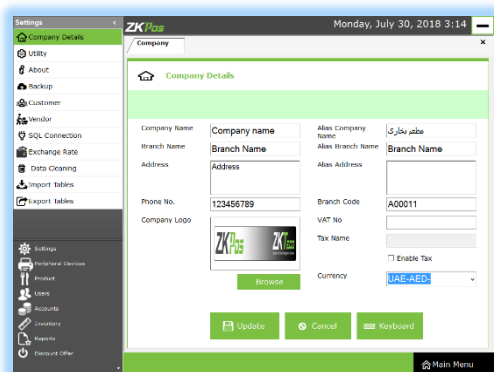 Settings
Company Details
Utility
About
Backup
Customer
Vendor
SQL Connection
Exchange Rate
Data Cleaning
Import Tables
Export Tables
Settings
Peripheral Devices
Product
Users
Accounts
Inventory
Reports
Discount Offer
ZKPos
Monday, July 30, 2018 3:14
Company
x
Company Details
Company Name
Company name
Alias Company Name
مطعم بخارى
Branch Name
Branch Name
Alias Branch Name
Branch Name
Address
Address
Alias Address
Phone No.
123456789
Branch Code
A00011
Company Logo
ZKPos
ZKTeco
VAT No
Tax Name
Enable Tax
Browse
Currency
UAE-AED-
Update
Cancel
Keyboard
Main Menu